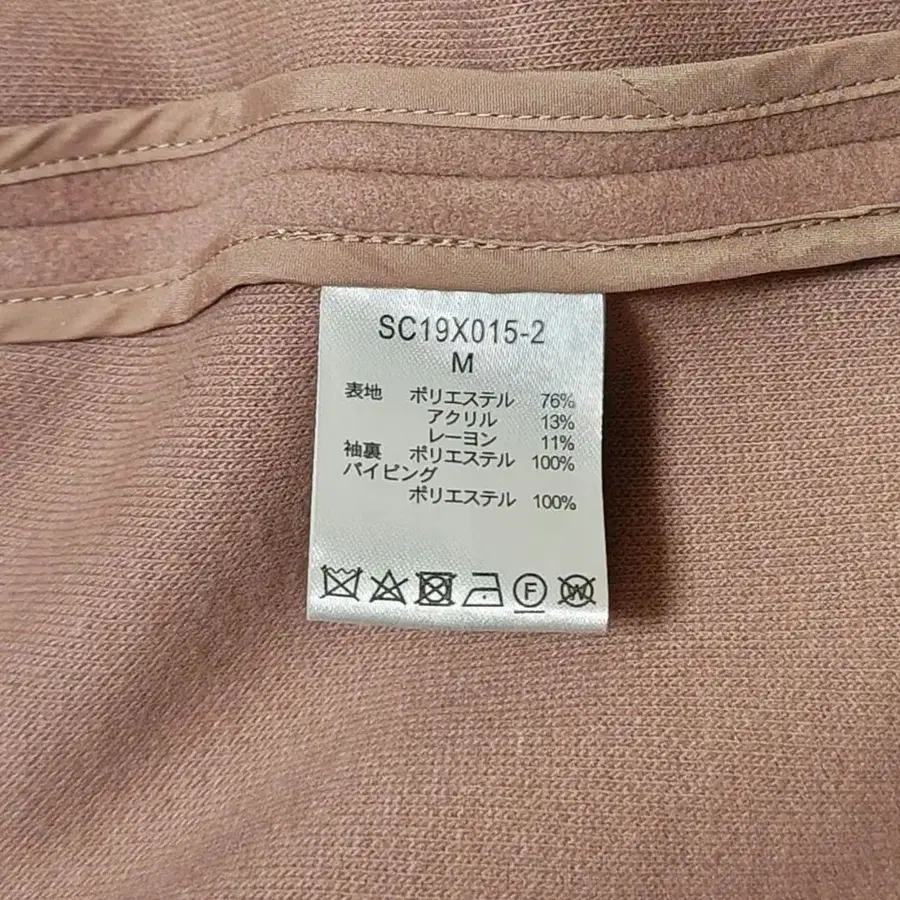 SC19X015-2
M
表地 ポリエステル 76%
アクリル 13%
レーヨン 11%
袖裏 ポリエステル 100%
パイピング
ポリエステル 100%
F W